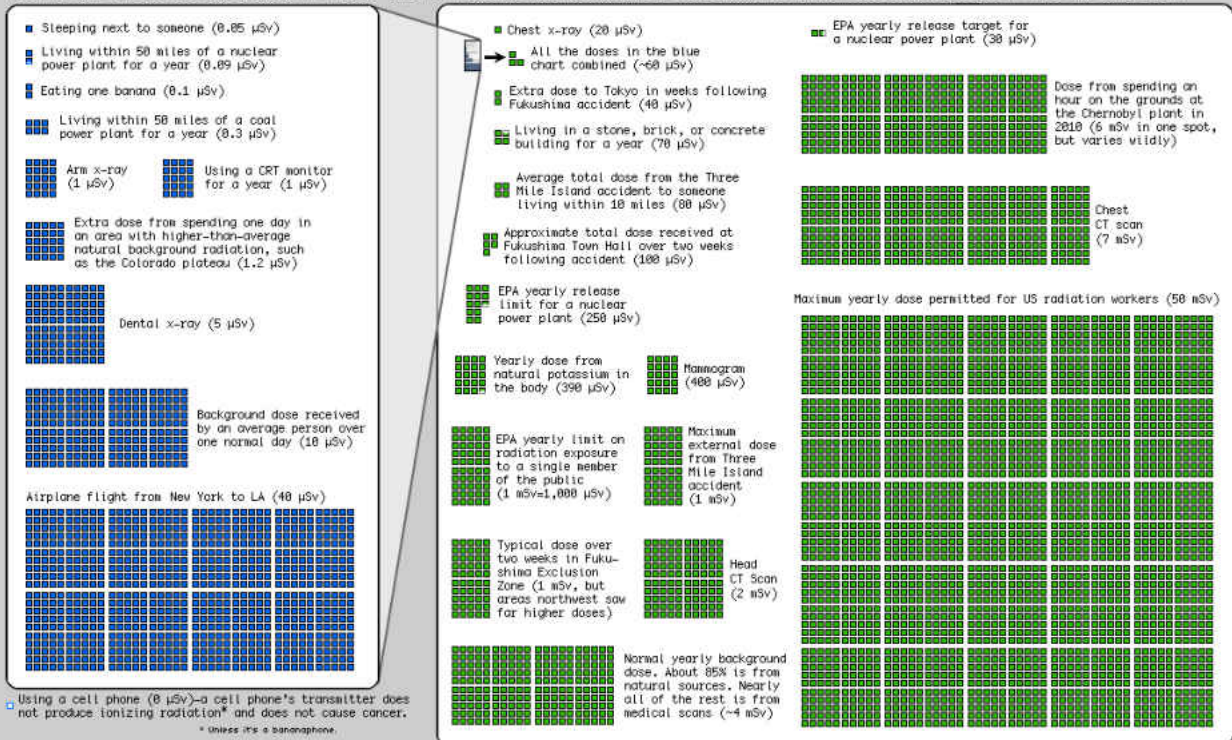 Sleeping next to someone (0.05 µSv)
Living within 50 miles of a nuclear
power plant for a year (0.09 µSv)
Eating one banana (0.1 µSv)
Living within 50 miles of a coal
power plant for a year (0.3 µSv)
Arm x-ray
(1 µSv)
Using a CRT monitor
for a year (1 µSv)
Extra dose from spending one day in
an area with higher-than-average
natural background radiation, such
as the Colorado plateau (1.2 µSv)
Dental x-ray (5 µSv)
Background dose received
by an average person over
one normal day (10 µSv)
Airplane flight from New York to LA (40 µSv)
Using a cell phone (0 µSv)—a cell phone's transmitter does
not produce ionizing radiation* and does not cause cancer.
* Unless it's a bananaphone.
Chest x-ray (20 µSv)
All the doses in the blue
chart combined (~60 µSv)
Extra dose to Tokyo in weeks following
Fukushima accident (40 µSv)
Living in a stone, brick, or concrete
building for a year (70 µSv)
Average total dose from the Three
Mile Island accident to someone
living within 10 miles (80 µSv)
Approximate total dose received at
Fukushima Town Hall over two weeks
following accident (100 µSv)
EPA yearly release
limit for a nuclear
power plant (250 µSv)
Yearly dose from
natural potassium in
the body (390 µSv)
Mammogram
(400 µSv)
EPA yearly limit on
radiation exposure
to a single member
of the public
(1 mSv=1,000 µSv)
Maximum
external dose
from Three
Mile Island
accident
(1 mSv)
Typical dose over
two weeks in Fuku-
shima Exclusion
Zone (1 mSv, but
areas northwest saw
far higher doses)
Head
CT Scan
(2 mSv)
Normal yearly background
dose. About 85% is from
natural sources. Nearly
all of the rest is from
medical scans (~4 mSv)
EPA yearly release target for
a nuclear power plant (30 µSv)
Dose from spending an
hour on the grounds at
the Chernobyl plant in
2010 (6 mSv in one spot,
but varies wildly)
Chest
CT scan
(7 mSv)
Maximum yearly dose permitted for US radiation workers (50 mSv)